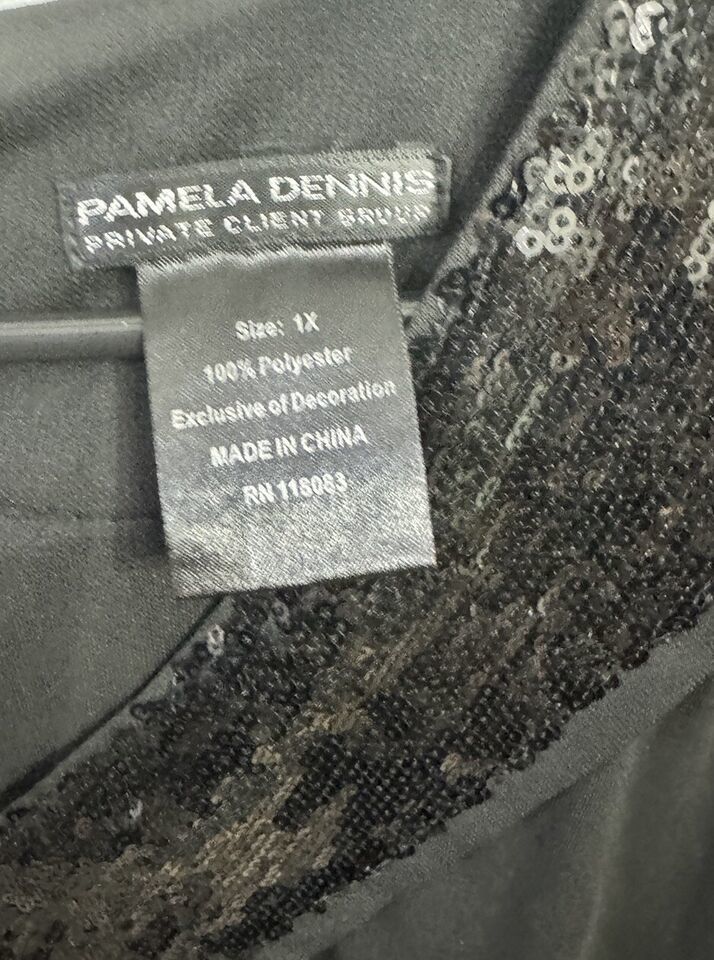 PAMELA DENNIS
PRIVATE CLIENT GROUP
Size: 1X
100% Polyester
Exclusive of Decoration
MADE IN CHINA
RN 118083